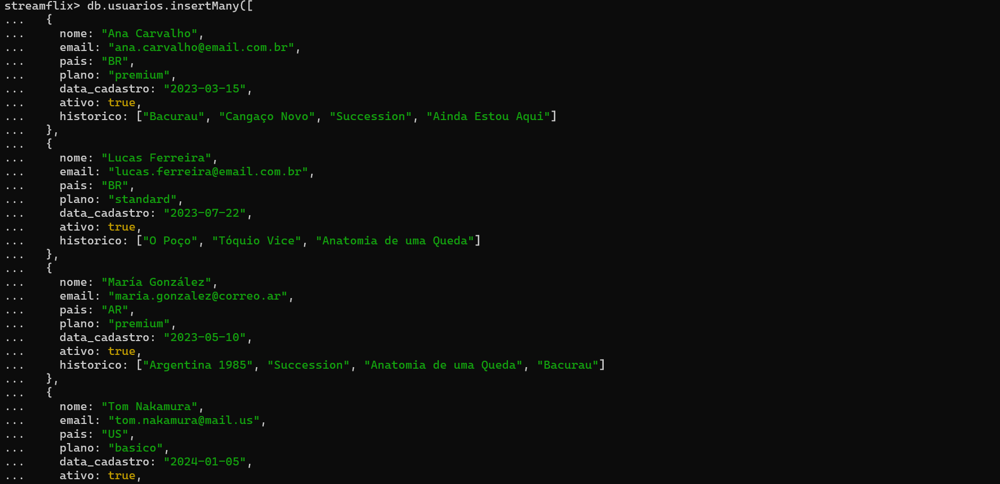 streamflix> db.usuarios.insertMany([
...   {
...     nome: "Ana Carvalho",
...     email: "ana.carvalho@email.com.br",
...     pais: "BR",
...     plano: "premium",
...     data_cadastro: "2023-03-15",
...     ativo: true,
...     historico: ["Bacurau", "Cangaço Novo", "Succession", "Ainda Estou Aqui"]
...   },
...   {
...     nome: "Lucas Ferreira",
...     email: "lucas.ferreira@email.com.br",
...     pais: "BR",
...     plano: "standard",
...     data_cadastro: "2023-07-22",
...     ativo: true,
...     historico: ["O Poço", "Tóquio Vice", "Anatomia de uma Queda"]
...   },
...   {
...     nome: "María González",
...     email: "maria.gonzalez@correo.ar",
...     pais: "AR",
...     plano: "premium",
...     data_cadastro: "2023-05-10",
...     ativo: true,
...     historico: ["Argentina 1985", "Succession", "Anatomia de uma Queda", "Bacurau"]
...   },
...   {
...     nome: "Tom Nakamura",
...     email: "tom.nakamura@mail.us",
...     pais: "US",
...     plano: "basico",
...     data_cadastro: "2024-01-05",
...     ativo: true,